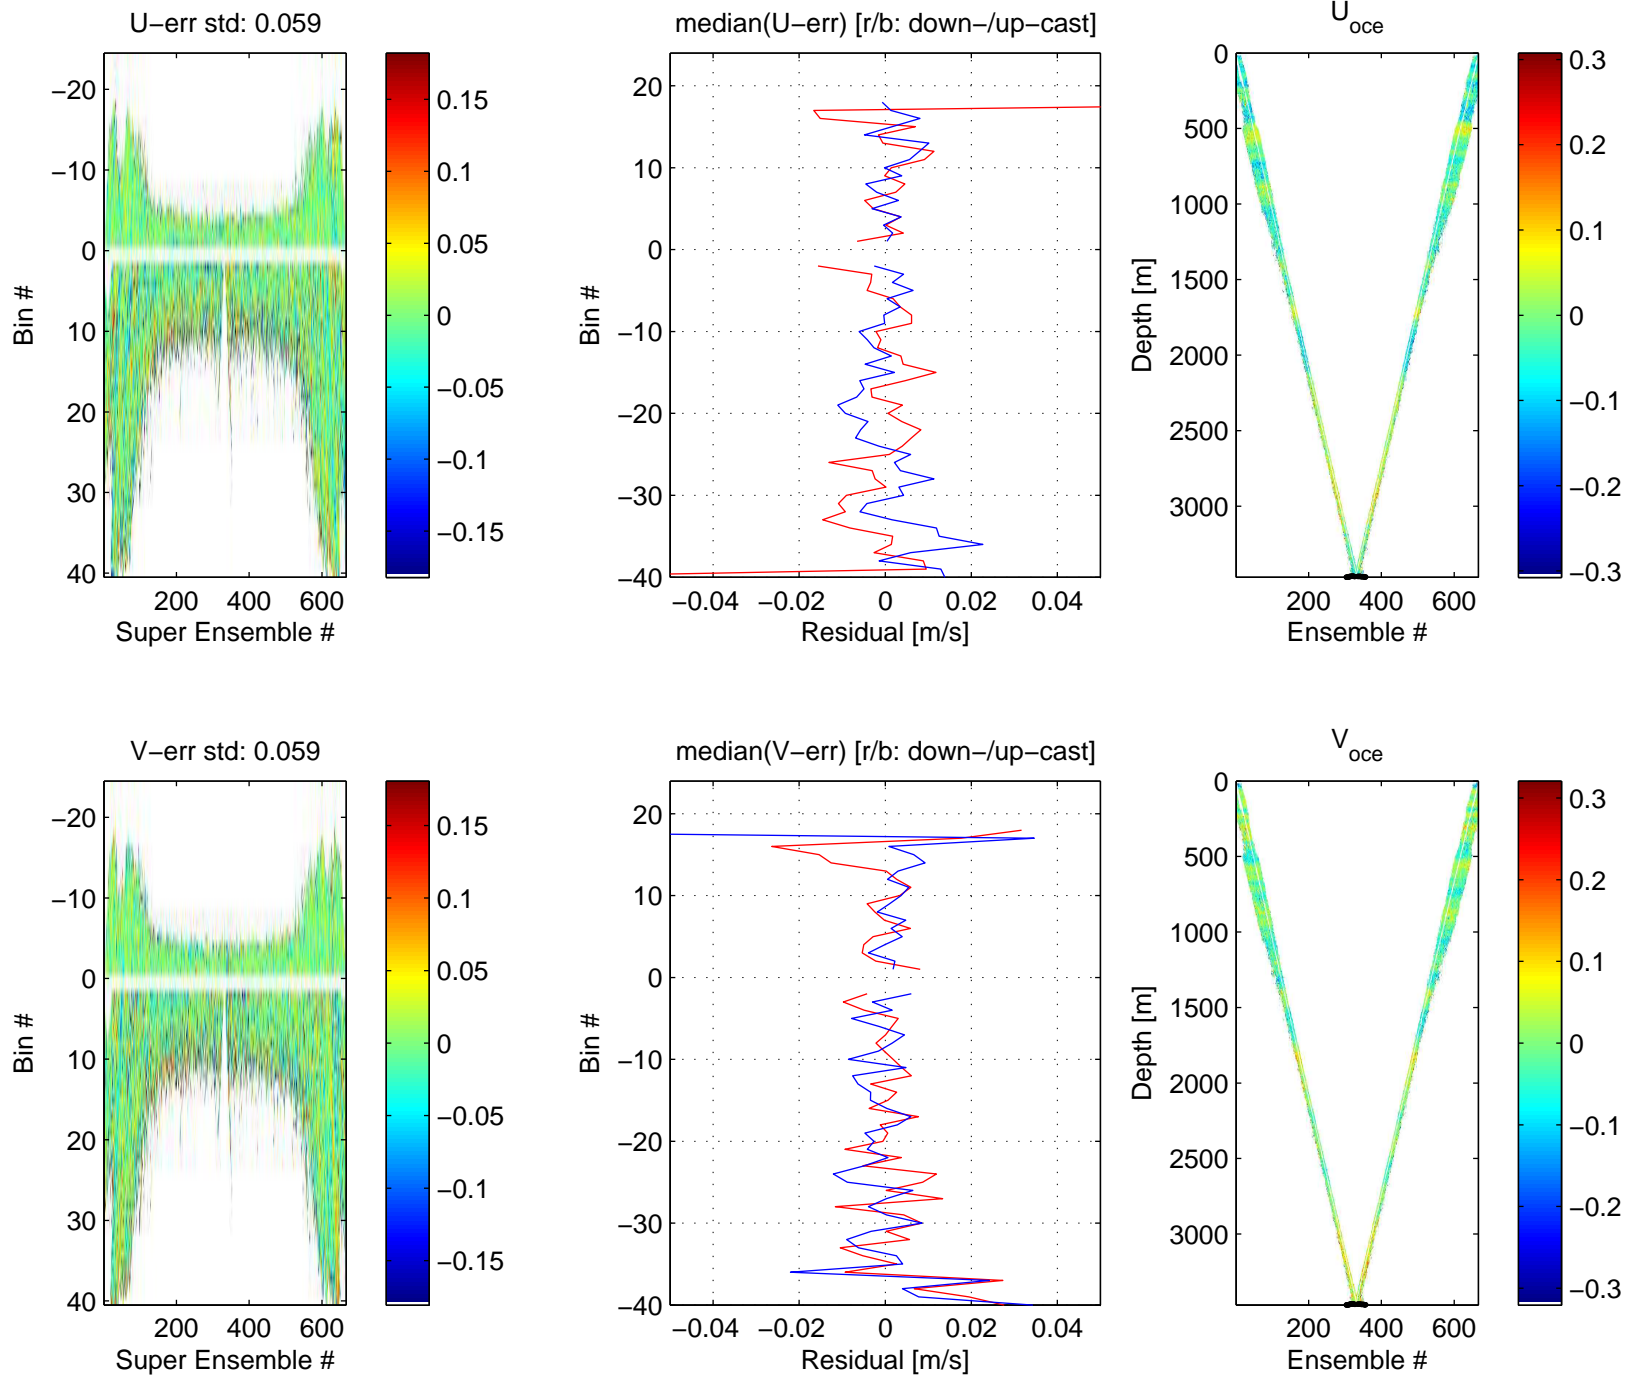 U−err std: 0.059
−20
−10
0
10
20
30
40
Bin #
200 400 600
Super Ensemble #
0.15
0.1
0.05
0
−0.05
−0.1
−0.15
median(U−err) [r/b: down−/up−cast]
20
10
0
−10
−20
−30
−40
Bin #
−0.04 −0.02 0 0.02 0.04
Residual [m/s]
U_oce
0
500
1000
1500
2000
2500
3000
Depth [m]
200 400 600
Ensemble #
0.3
0.2
0.1
0
−0.1
−0.2
−0.3
V−err std: 0.059
−20
−10
0
10
20
30
40
Bin #
200 400 600
Super Ensemble #
0.15
0.1
0.05
0
−0.05
−0.1
−0.15
median(V−err) [r/b: down−/up−cast]
20
10
0
−10
−20
−30
−40
Bin #
−0.04 −0.02 0 0.02 0.04
Residual [m/s]
V_oce
0
500
1000
1500
2000
2500
3000
Depth [m]
200 400 600
Ensemble #
0.3
0.2
0.1
0
−0.1
−0.2
−0.3